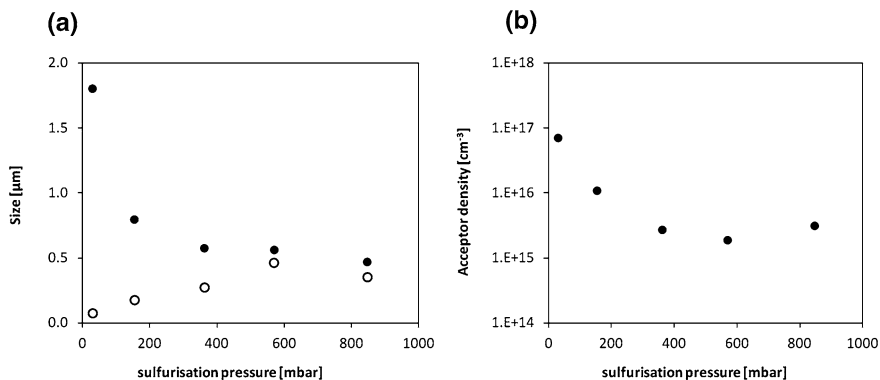 (a)
2.0
1.5
1.0
0.5
0.0
Size [µm]
0 200 400 600 800 1000
sulfurisation pressure [mbar]
(b)
1.E+18
1.E+17
1.E+16
1.E+15
1.E+14
Acceptor density [cm⁻³]
0 200 400 600 800 1000
sulfurisation pressure [mbar]